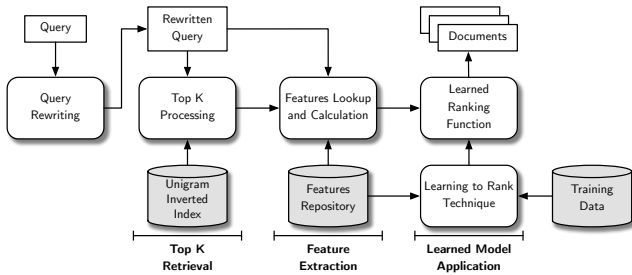 Query
Rewritten
Query
Documents
Query
Rewriting
Top K
Processing
Features Lookup
and Calculation
Learned
Ranking
Function
Unigram
Inverted
Index
Features
Repository
Learning to Rank
Technique
Training
Data
Top K
Retrieval
Feature
Extraction
Learned Model
Application